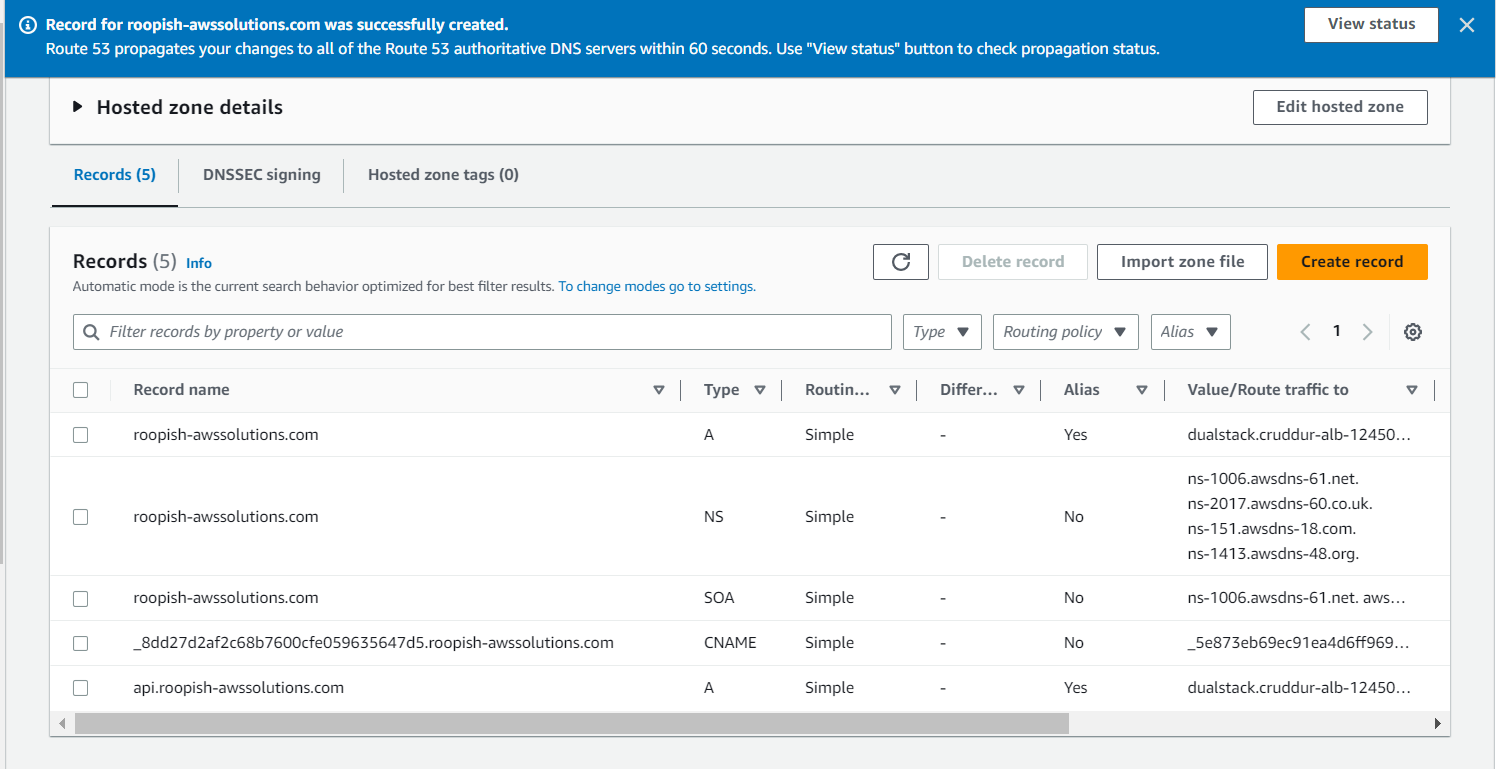 Record for roopish-awssolutions.com was successfully created.
View status
Route 53 propagates your changes to all of the Route 53 authoritative DNS servers within 60 seconds. Use "View status" button to check propagation status.
Hosted zone details
Edit hosted zone
Records (5)
DNSSEC signing
Hosted zone tags (0)
Records (5) Info
Delete record
Import zone file
Create record
Automatic mode is the current search behavior optimized for best filter results. To change modes go to settings.
Filter records by property or value
Type
Routing policy
Alias
1
Record name Type Routin... Differ... Alias Value/Route traffic to
roopish-awssolutions.com A Simple - Yes dualstack.cruddur-alb-12450...
roopish-awssolutions.com NS Simple - No ns-1006.awsdns-61.net.
ns-2017.awsdns-60.co.uk.
ns-151.awsdns-18.com.
ns-1413.awsdns-48.org.
roopish-awssolutions.com SOA Simple - No ns-1006.awsdns-61.net. aws...
_8dd27d2af2c68b7600cfe059635647d5.roopish-awssolutions.com CNAME Simple - No _5e873eb69ec91ea4d6ff969...
api.roopish-awssolutions.com A Simple - Yes dualstack.cruddur-alb-12450...